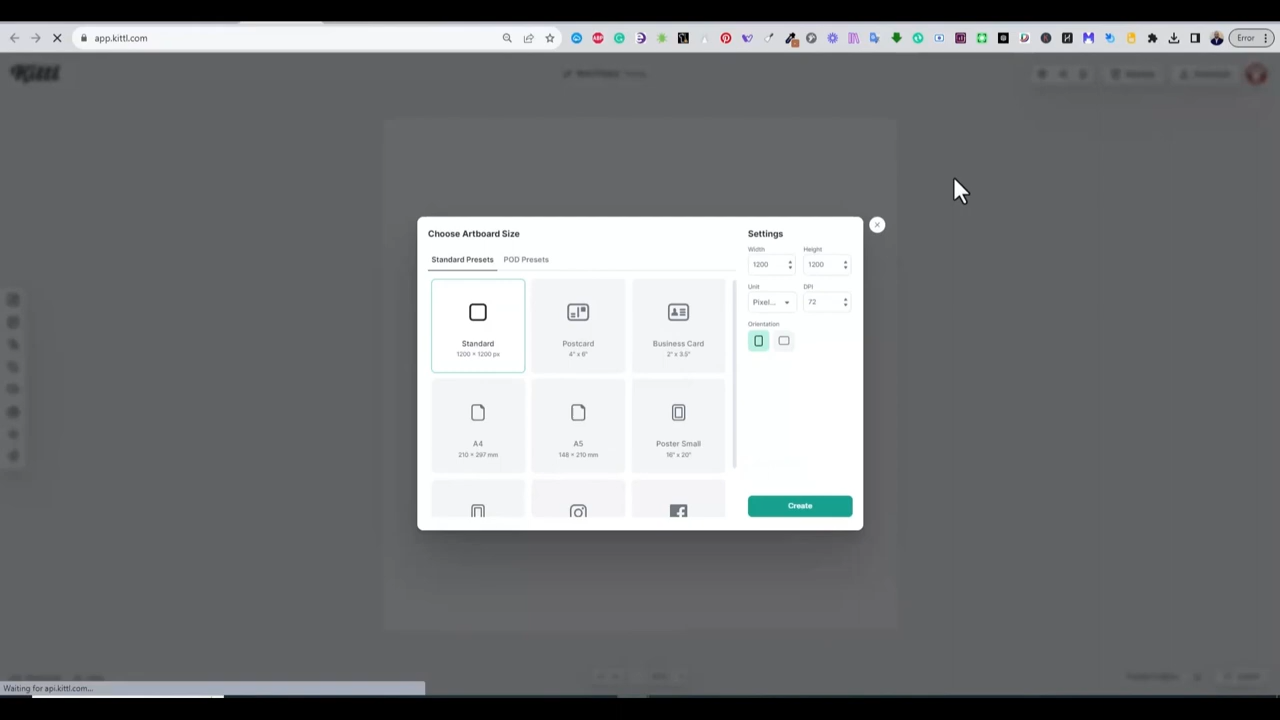 app.kittl.com
Error
Kittl
Choose Artboard Size
Settings
Standard Presets
POD Presets
Width
Height
1200
1200
Unit
DPI
Pixel...
72
Orientation
Standard
1200 × 1200 px
Postcard
4" x 6"
Business Card
2" x 3.5"
A4
210 × 297 mm
A5
148 × 210 mm
Poster Small
16" x 20"
Create
Waiting for api.kittl.com...